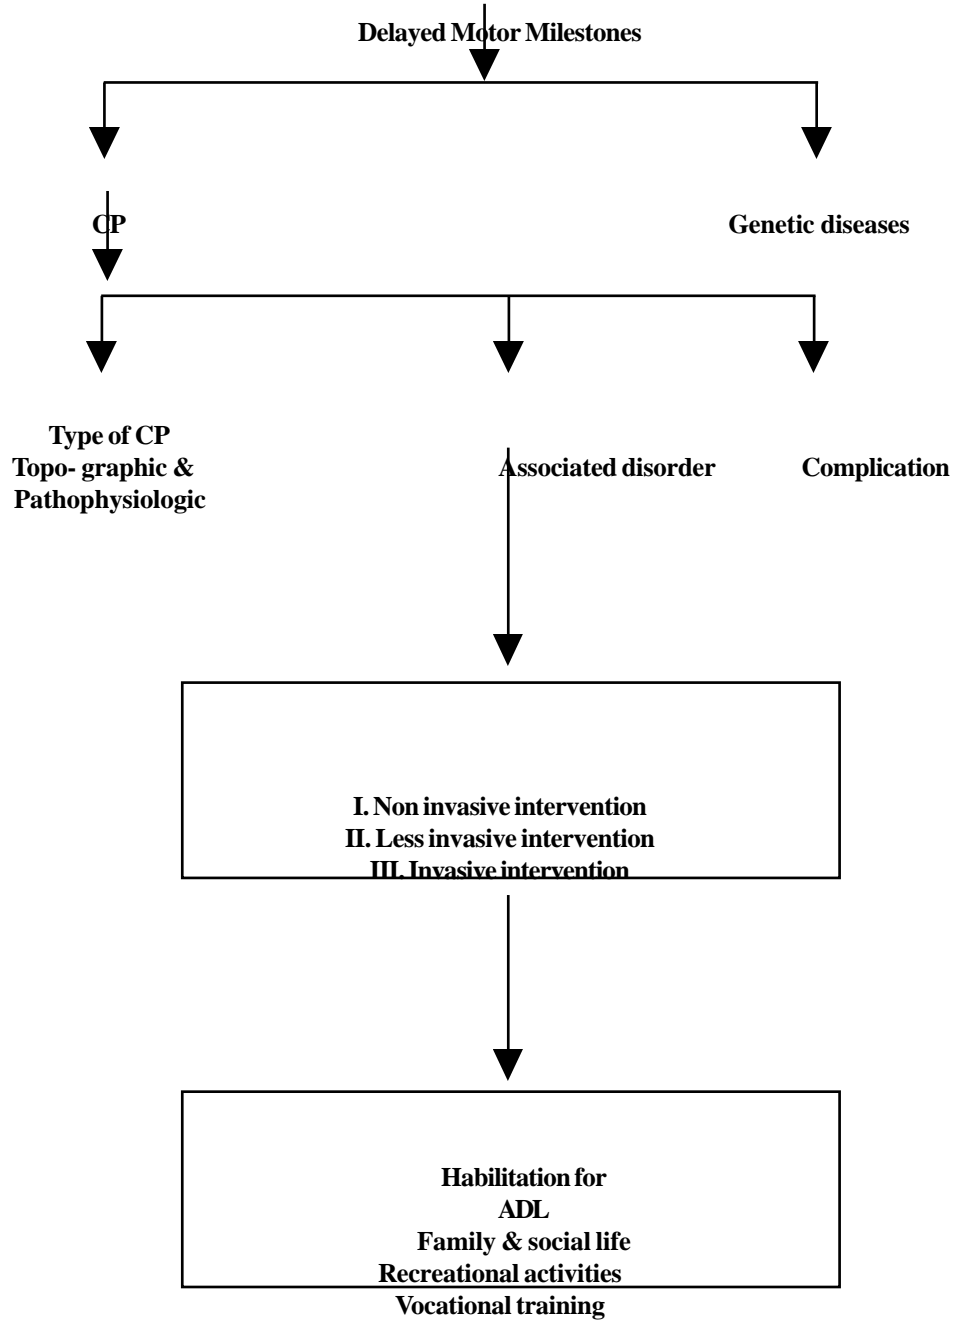 Delayed Motor Milestones
CP
Genetic diseases
Type of CP
Topo- graphic &
Pathophysiologic
Associated disorder
Complication
I. Non invasive intervention
II. Less invasive intervention
III. Invasive intervention
Habilitation for
ADL
Family & social life
Recreational activities
Vocational training